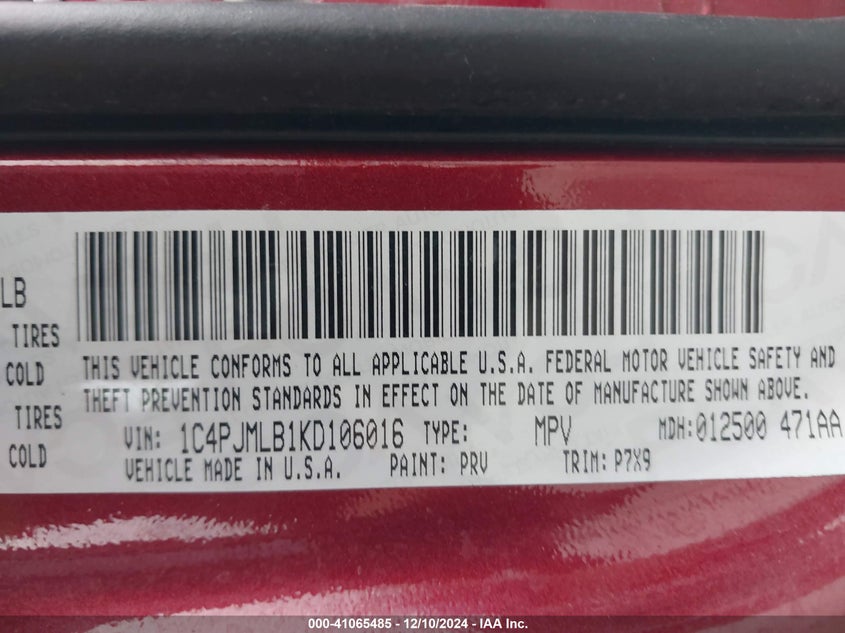 LB
TIRES
COLD
TIRES
COLD
THIS VEHICLE CONFORMS TO ALL APPLICABLE U.S.A. FEDERAL MOTOR VEHICLE SAFETY AND
THEFT PREVENTION STANDARDS IN EFFECT ON THE DATE OF MANUFACTURE SHOWN ABOVE.
VIN: 1C4PJMLB1KD106016 TYPE: MPV MDH:012500 471AA
VEHICLE MADE IN U.S.A. PAINT: PRV TRIM: P7X9
000-41065485 - 12/10/2024 - IAA Inc.